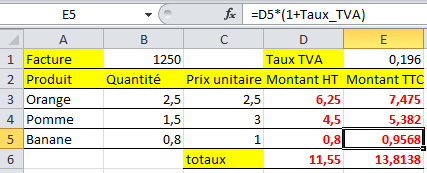 E5 fx =D5*(1+Taux_TVA)
A B C D E
1 Facture 1250 Taux TVA 0,196
2 Produit Quantité Prix unitaire Montant HT Montant TTC
3 Orange 2,5 2,5 6,25 7,475
4 Pomme 1,5 3 4,5 5,382
5 Banane 0,8 1 0,8 0,9568
6 totaux 11,55 13,8138